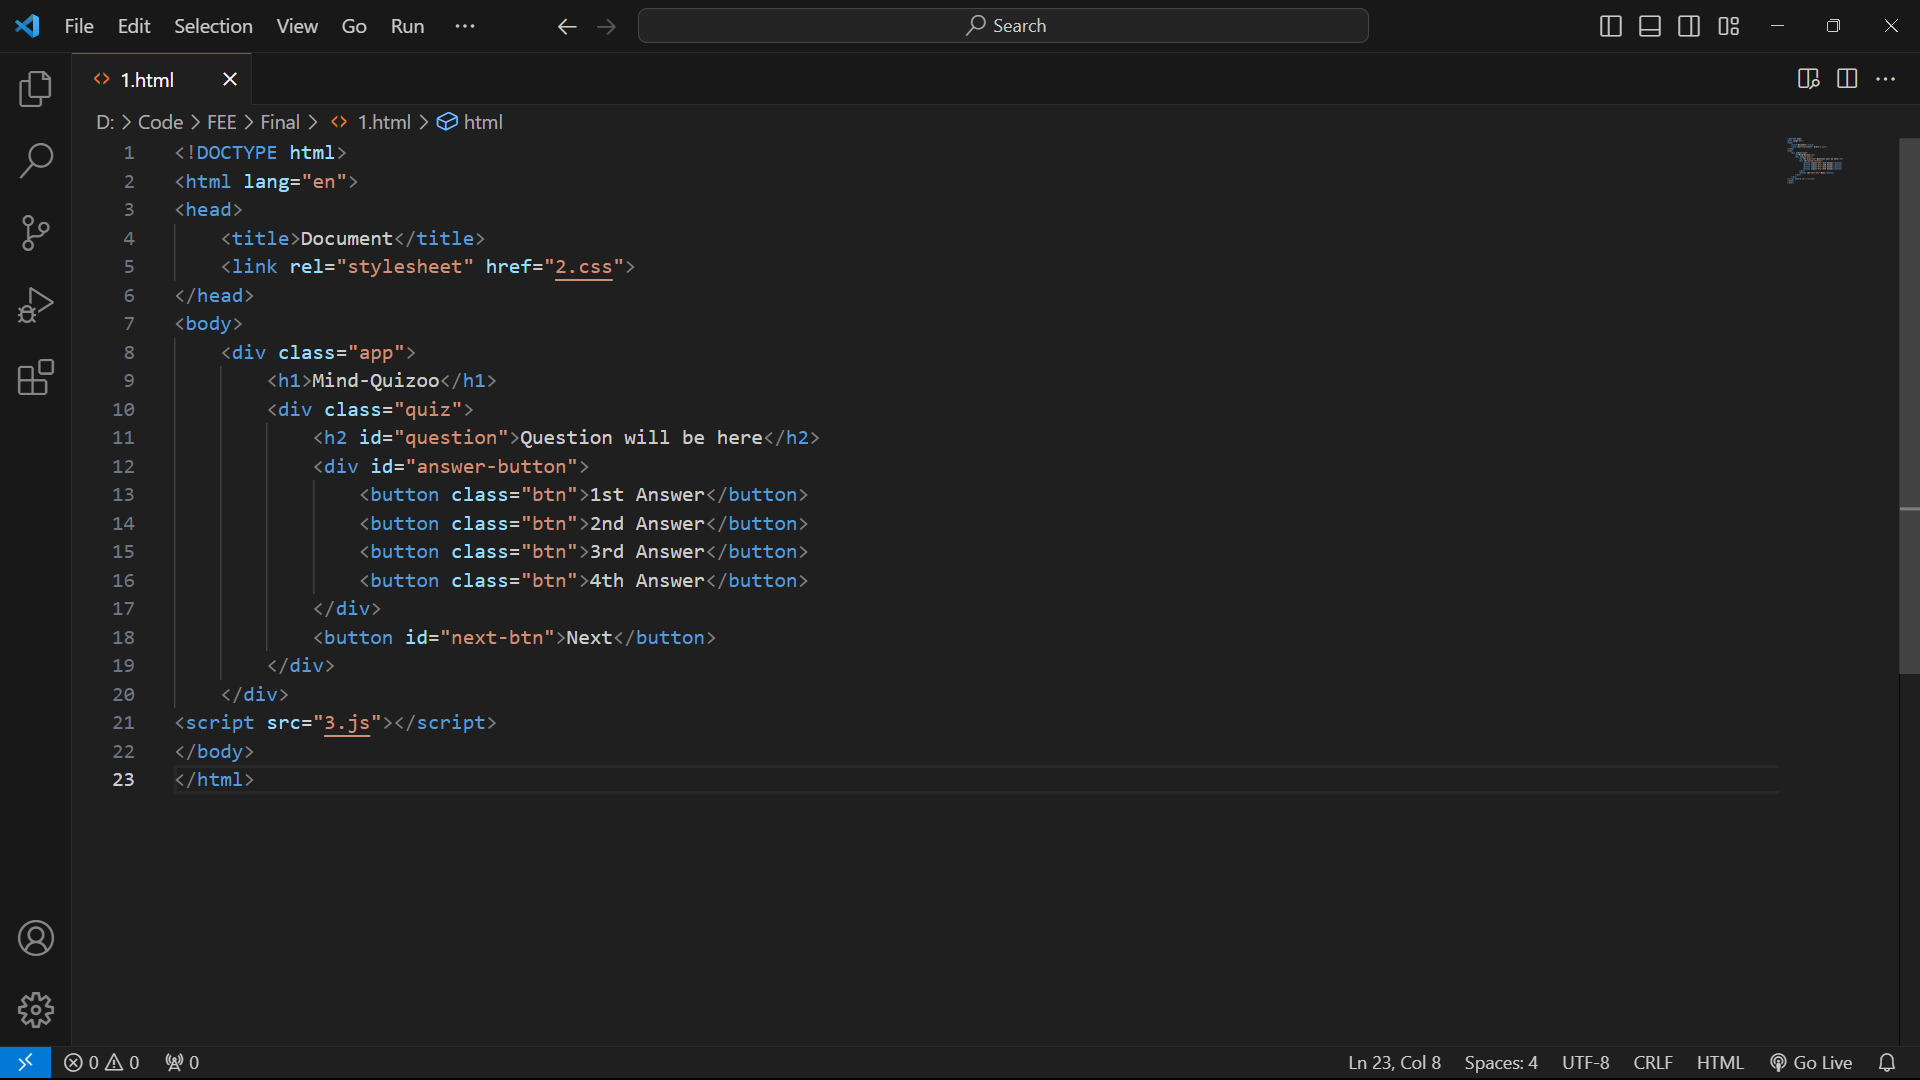 File Edit Selection View Go Run ··· Search
1.html
D: > Code > FEE > Final > 1.html > html
1 <!DOCTYPE html>
2 <html lang="en">
3 <head>
4     <title>Document</title>
5     <link rel="stylesheet" href="2.css">
6 </head>
7 <body>
8     <div class="app">
9         <h1>Mind-Quizoo</h1>
10         <div class="quiz">
11             <h2 id="question">Question will be here</h2>
12             <div id="answer-button">
13                 <button class="btn">1st Answer</button>
14                 <button class="btn">2nd Answer</button>
15                 <button class="btn">3rd Answer</button>
16                 <button class="btn">4th Answer</button>
17             </div>
18             <button id="next-btn">Next</button>
19         </div>
20     </div>
21 <script src="3.js"></script>
22 </body>
23 </html>
0 0 0 Ln 23, Col 8 Spaces: 4 UTF-8 CRLF HTML Go Live